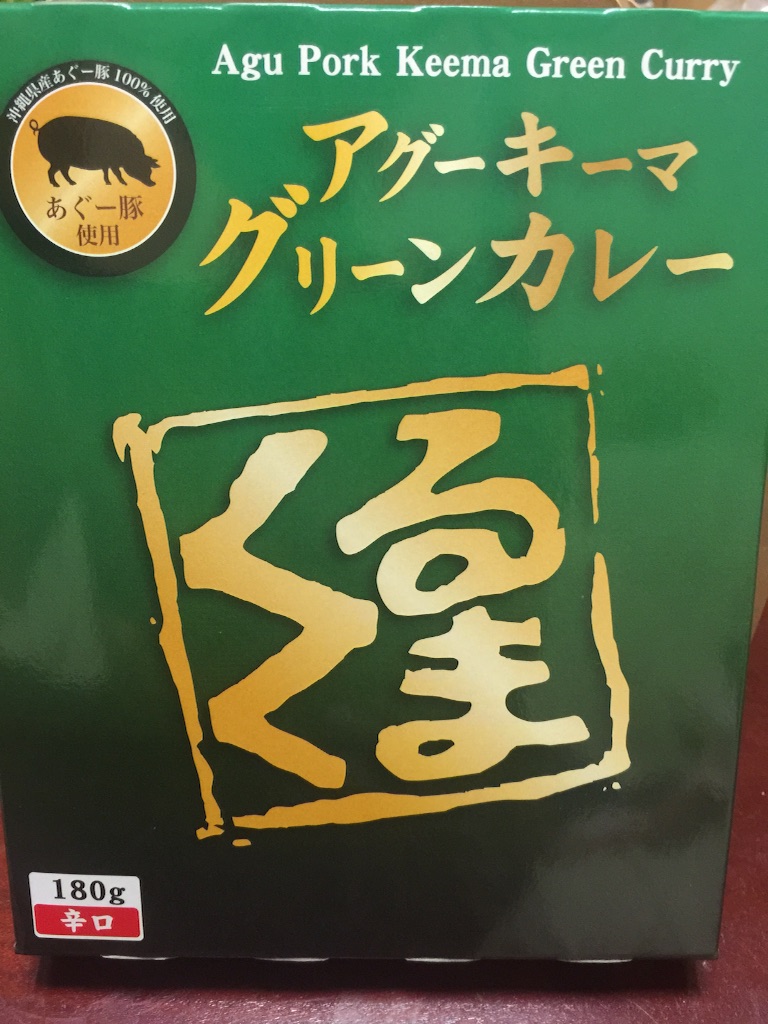 Agu Pork Keema Green Curry
沖縄県産あぐー豚100%使用
あぐー豚
使用
アグーキーマ
グリーンカレー
くる
くま
180g
辛口